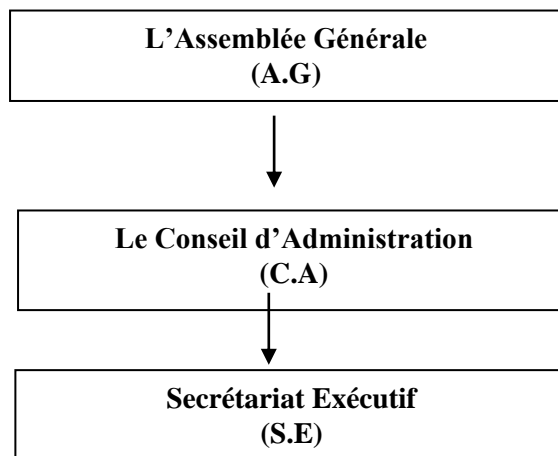 L’Assemblée Générale
(A.G)
Le Conseil d’Administration
(C.A)
Secrétariat Exécutif
(S.E)